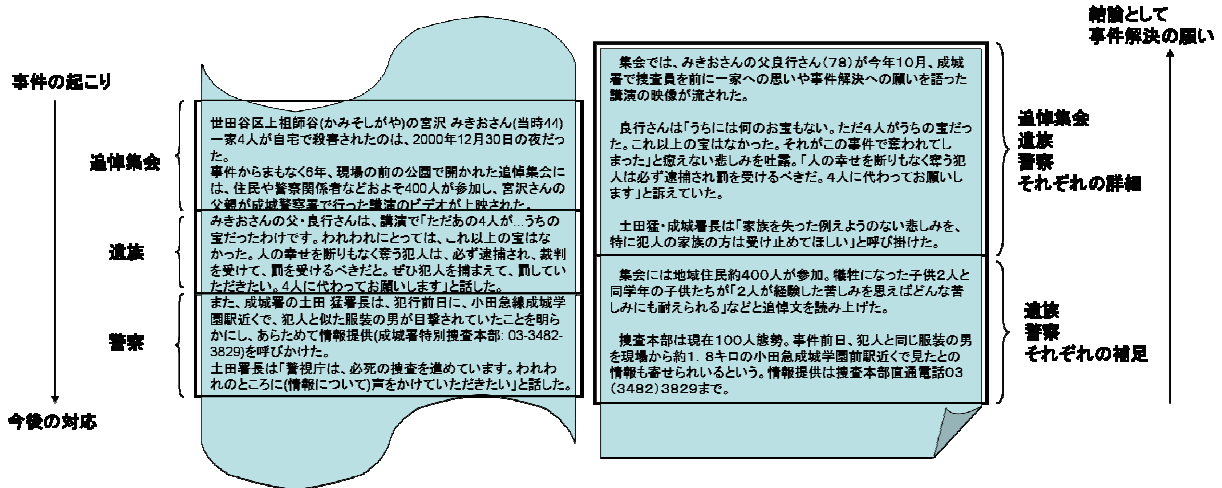 事件の起こり
追悼集会
遺族
警察
今後の対応
世田谷区上祖師谷(かみそしがや)の宮沢 みきおさん(当時44)
一家4人が自宅で殺害されたのは、2000年12月30日の夜だっ
た。
事件からまもなく6年、現場の前の公園で開かれた追悼集会に
は、住民や警察関係者などおよそ400人が参加し、宮沢さんの
父親が成城警察署で行った講演のビデオが上映された。
みきおさんの父・良行さんは、講演で「ただあの4人が…うちの
宝だったわけです。われわれにとっては、これ以上の宝はな
かった。人の幸せを断りもなく奪う犯人は、必ず逮捕され、裁判
を受けて、罰を受けるべきだと。ぜひ犯人を捕まえて、罰してい
ただきたい。4人に代わってお願いします」と話した。
また、成城署の土田 猛署長は、犯行前日に、小田急線成城学
園駅近くで、犯人と似た服装の男が目撃されていたことを明ら
かにし、あらためて情報提供(成城署特別捜査本部: 03-3482-
3829)を呼びかけた。
土田署長は「警視庁は、必死の捜査を進めています。われわ
れのところに(情報について)声をかけていただきたい」と話した。
集会では、みきおさんの父良行さん(78)が今年10月、成城
署で捜査員を前に一家への思いや事件解決への願いを語った
講演の映像が流された。
良行さんは「うちには何のお宝もない。ただ4人がうちの宝だっ
た。これ以上の宝はなかった。それがこの事件で奪われてし
まった」と癒えない悲しみを吐露。「人の幸せを断りもなく奪う犯
人は必ず逮捕され罰を受けるべきだ。4人に代わってお願いし
ます」と訴えていた。
土田猛・成城署長は「家族を失った例えようのない悲しみを、
特に犯人の家族の方は受け止めてほしい」と呼び掛けた。
集会には地域住民約400人が参加。犠牲になった子供2人と
同学年の子供たちが「2人が経験した苦しみを思えばどんな苦
しみにも耐えられる」などと追悼文を読み上げた。
捜査本部は現在100人態勢。事件前日、犯人と同じ服装の男
を現場から約1.8キロの小田急成城学園前駅近くで見たとの
情報も寄せられいるという。情報提供は捜査本部直通電話03
(3482)3829まで。
結論として
事件解決の願い
追悼集会
遺族
警察
それぞれの詳細
遺族
警察
それぞれの補足